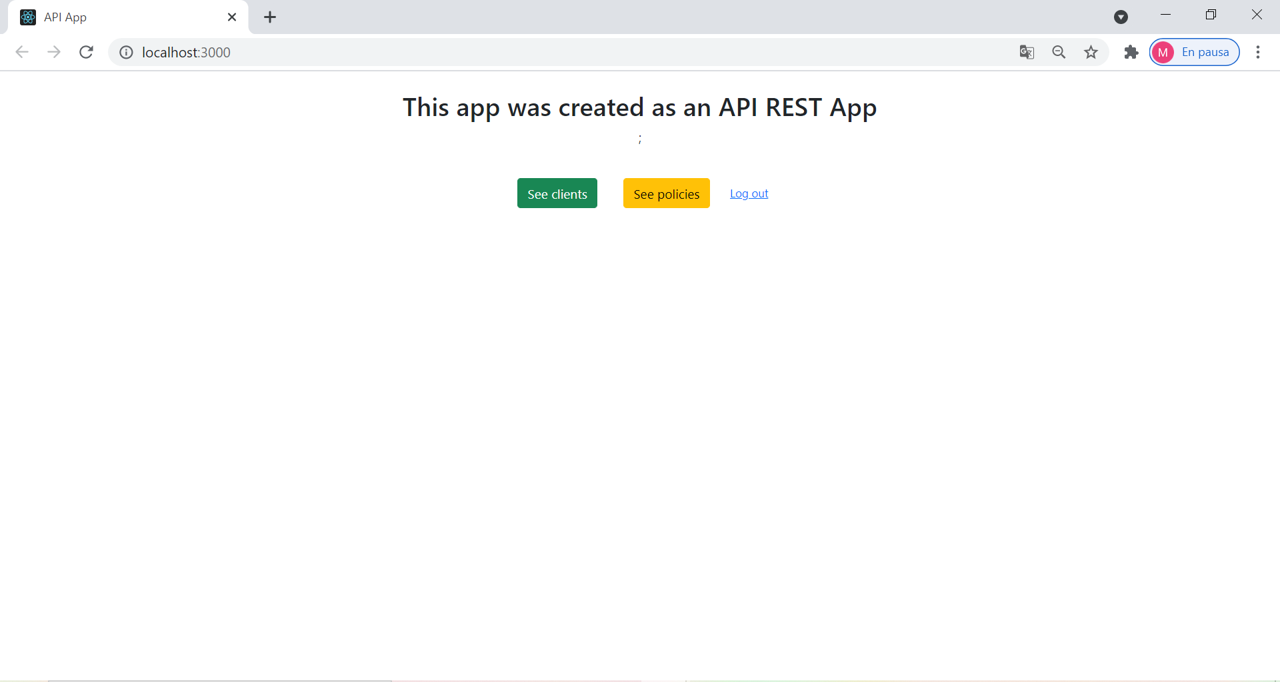 API App
localhost:3000
M En pausa
This app was created as an API REST App
;
See clients See policies Log out